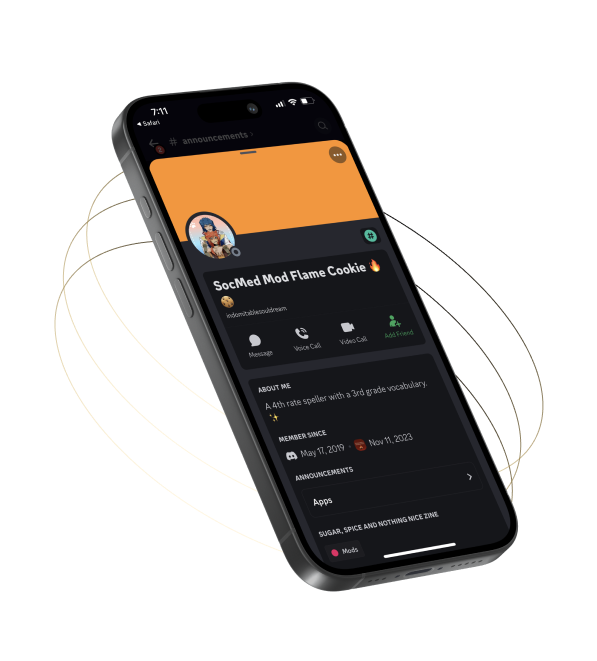 7:11
◀ Safari
# announcements ›
SocMed Mod Flame Cookie 🔥
🍪
indomitablesouldream
Message
Voice Call
Video Call
Add Friend
ABOUT ME
A 4th rate speller with a 3rd grade vocabulary.
✨
MEMBER SINCE
May 17, 2019 · Nov 11, 2023
ANNOUNCEMENTS
Apps
SUGAR, SPICE AND NOTHING NICE ZINE
Mods